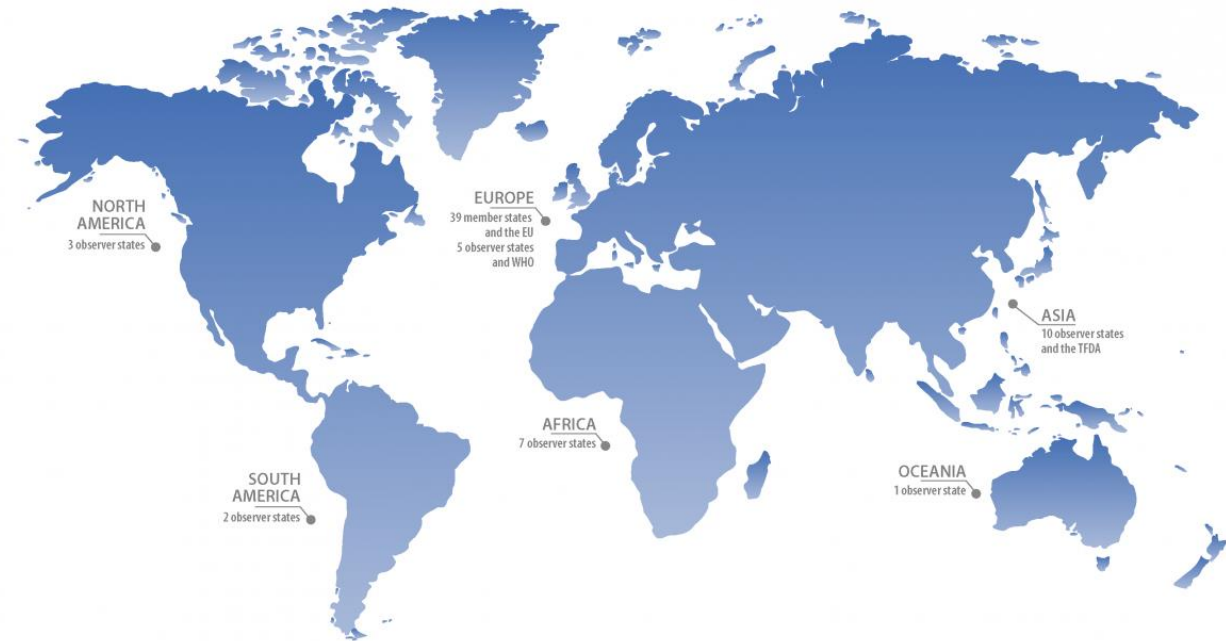 NORTH
AMERICA
3 observer states
EUROPE
39 member states
and the EU
5 observer states
and WHO
ASIA
10 observer states
and the TFDA
AFRICA
7 observer states
SOUTH
AMERICA
2 observer states
OCEANIA
1 observer state